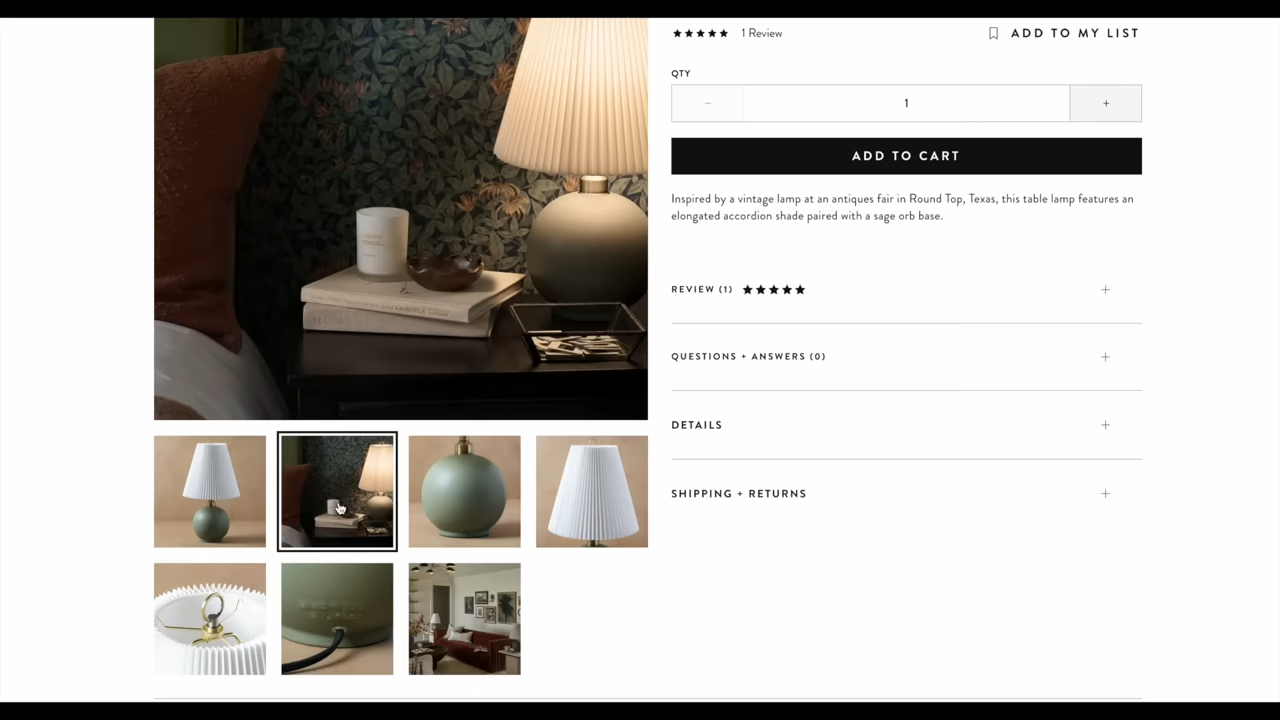 1 Review
ADD TO MY LIST
QTY
1
ADD TO CART
Inspired by a vintage lamp at an antiques fair in Round Top, Texas, this table lamp features an
elongated accordion shade paired with a sage orb base.
REVIEW (1)
QUESTIONS + ANSWERS (0)
DETAILS
SHIPPING + RETURNS